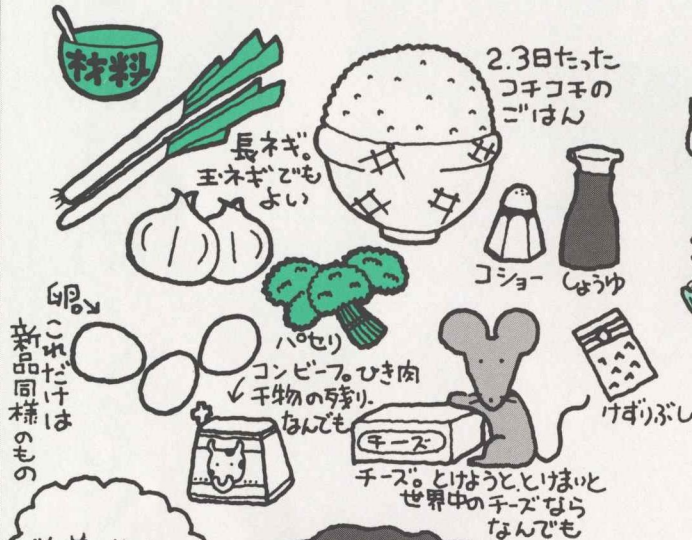 材料
2.3日たった
コチコチの
ごはん
長ネギ。
玉ネギでも
よい
コショー
しょうゆ
パセリ
卵。
これだけは
新品同様のもの
コンビーフ。ひき肉
干物の残り.
なんでも
チーズ
けずりぶし
チーズ。とけようと、とけまいと
世界中のチーズなら
なんでも